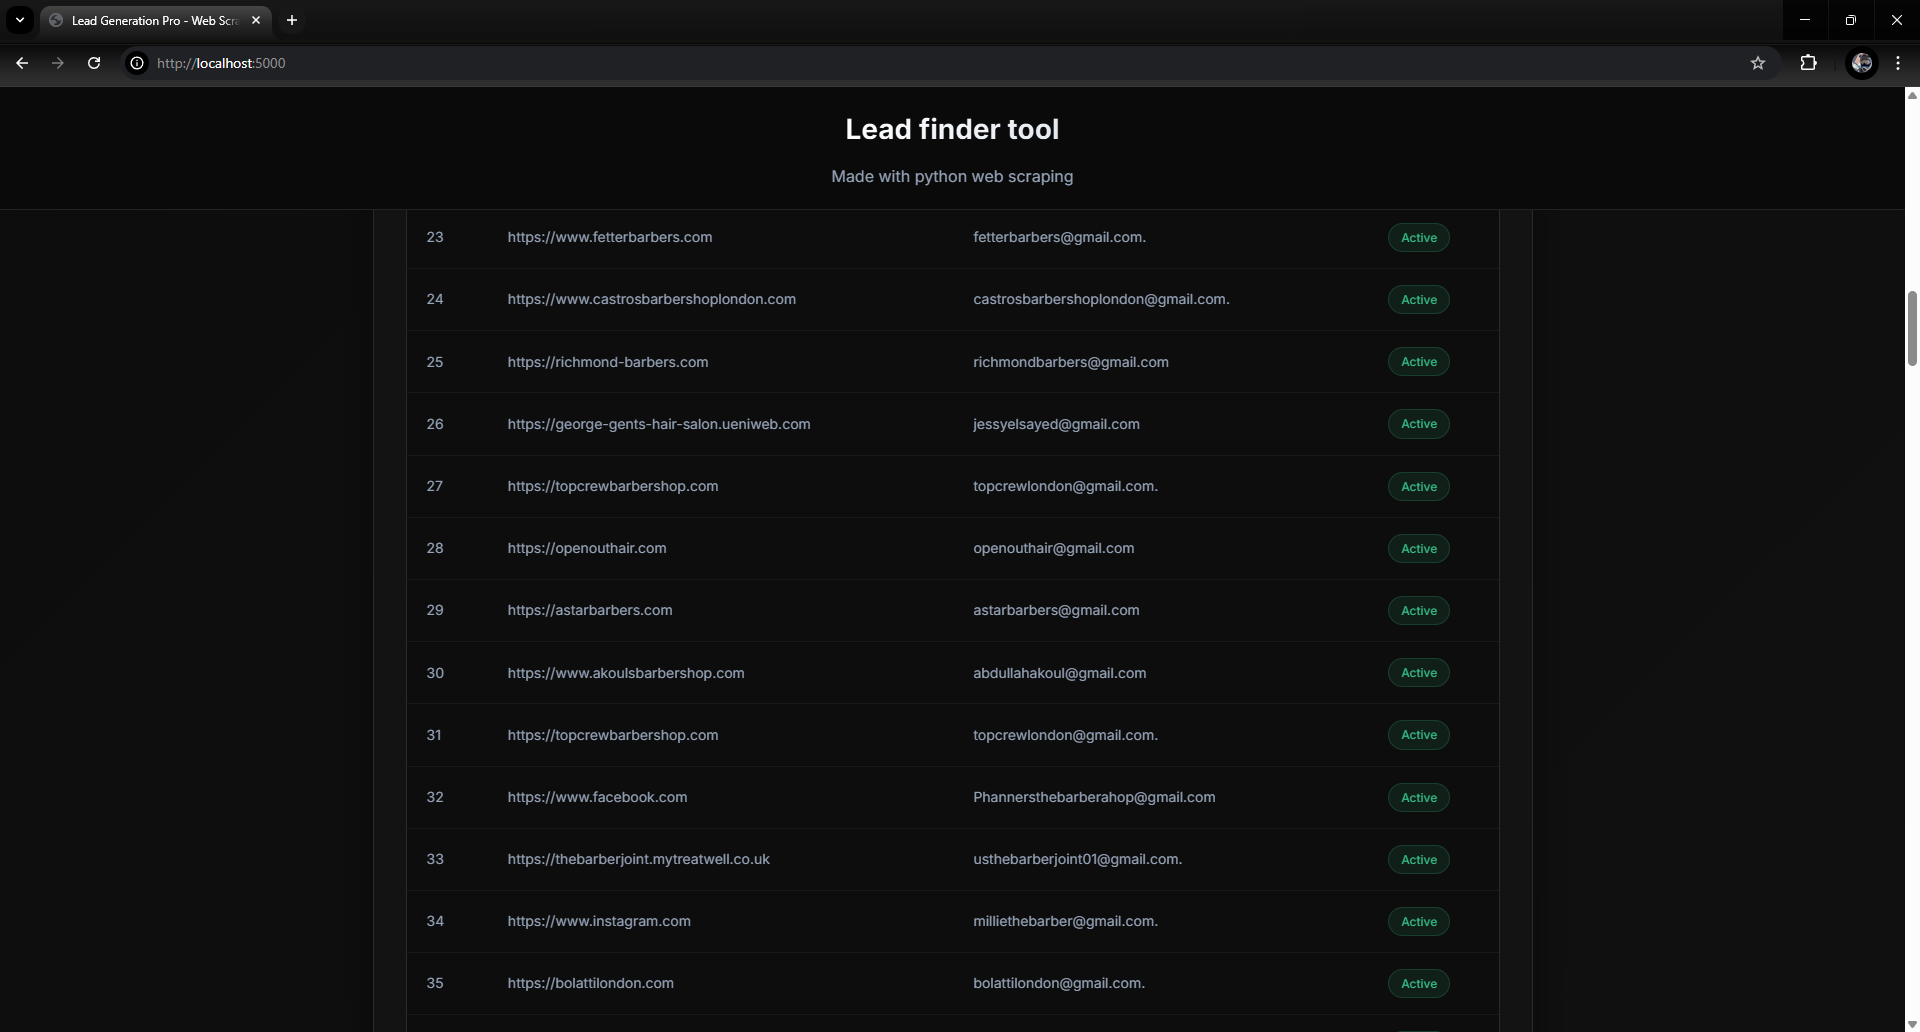 Lead Generation Pro - Web Scra
http://localhost:5000
Lead finder tool
Made with python web scraping
23 https://www.fetterbarbers.com fetterbarbers@gmail.com. Active
24 https://www.castrosbarbershoplondon.com castrosbarbershoplondon@gmail.com. Active
25 https://richmond-barbers.com richmondbarbers@gmail.com Active
26 https://george-gents-hair-salon.ueniweb.com jessyelsayed@gmail.com Active
27 https://topcrewbarbershop.com topcrewlondon@gmail.com. Active
28 https://openouthair.com openouthair@gmail.com Active
29 https://astarbarbers.com astarbarbers@gmail.com Active
30 https://www.akoulsbarbershop.com abdullahakoul@gmail.com Active
31 https://topcrewbarbershop.com topcrewlondon@gmail.com. Active
32 https://www.facebook.com Phannersthebarberahop@gmail.com Active
33 https://thebarberjoint.mytreatwell.co.uk usthebarberjoint01@gmail.com. Active
34 https://www.instagram.com milliethebarber@gmail.com. Active
35 https://bolattilondon.com bolattilondon@gmail.com. Active